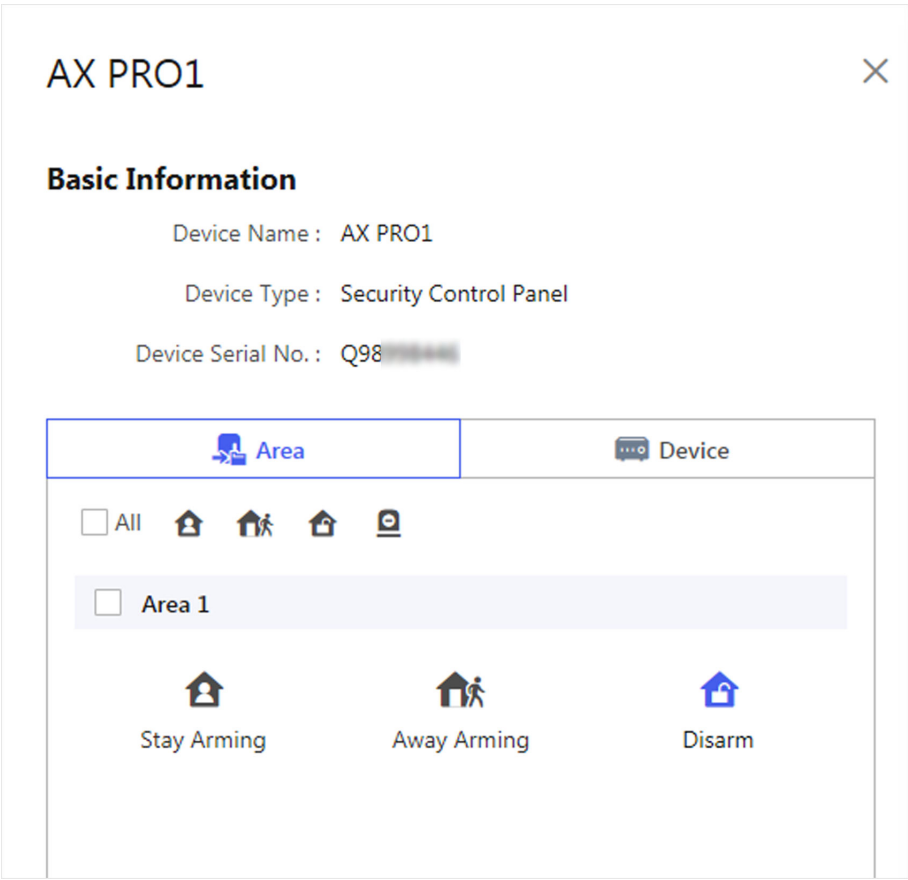 AX PRO1
Basic Information
Device Name : AX PRO1
Device Type : Security Control Panel
Device Serial No. : Q98
Area Device
All
Area 1
Stay Arming Away Arming Disarm